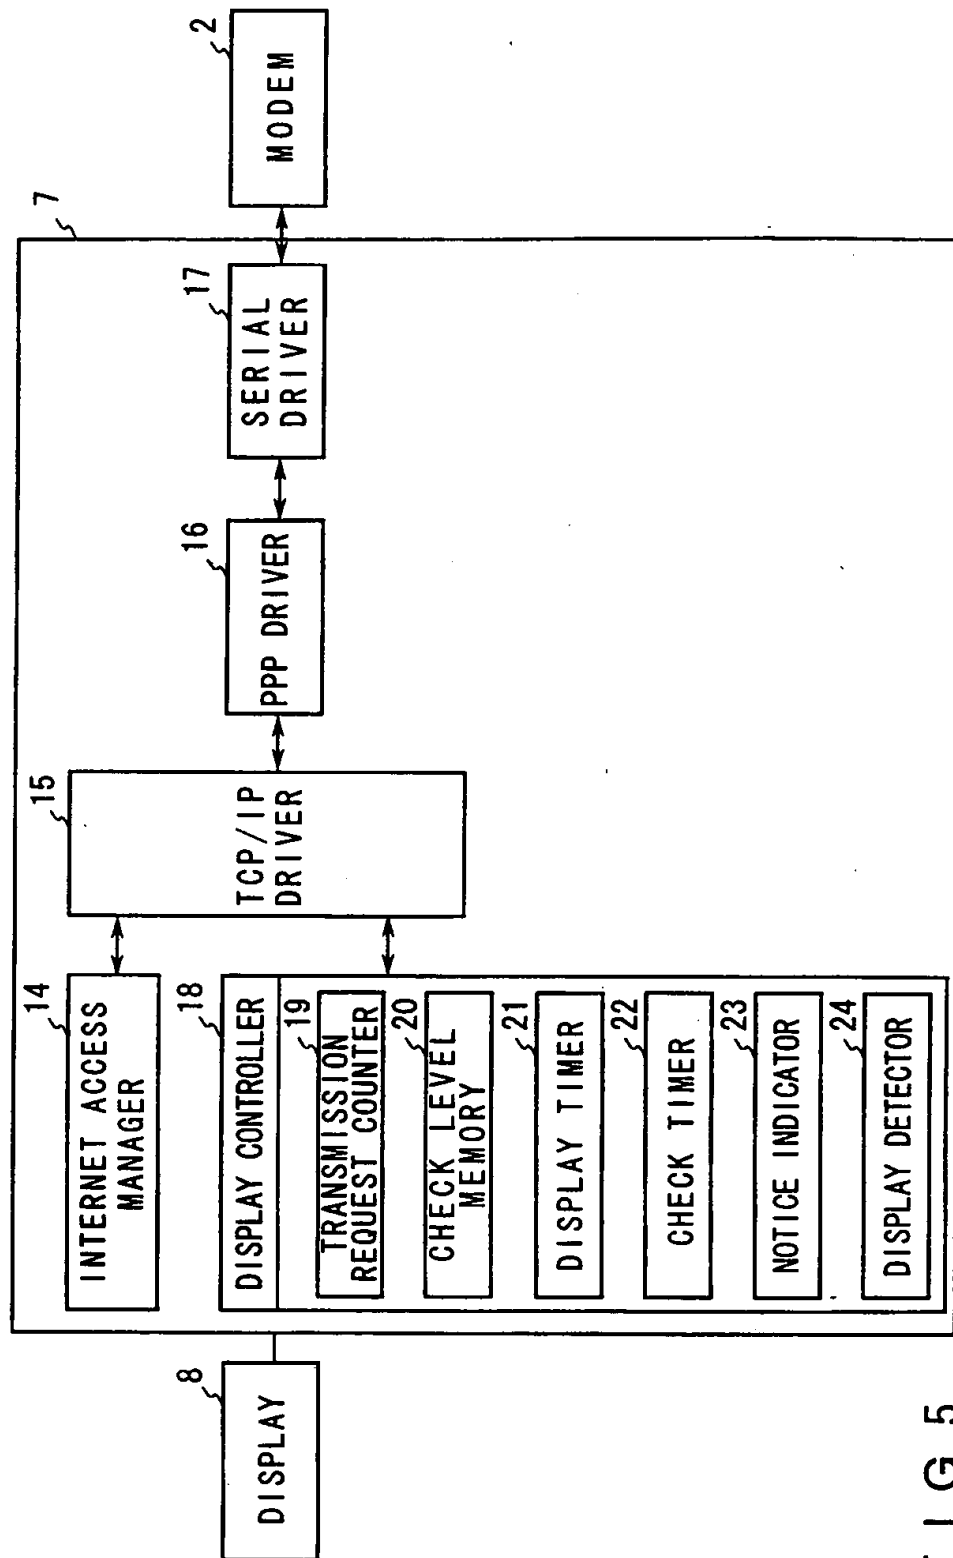 8
DISPLAY
7
14
INTERNET ACCESS
MANAGER
18
DISPLAY CONTROLLER
19
TRANSMISSION
REQUEST COUNTER
20
CHECK LEVEL
MEMORY
21
DISPLAY TIMER
22
CHECK TIMER
23
NOTICE INDICATOR
24
DISPLAY DETECTOR
15
TCP/IP
DRIVER
16
PPP DRIVER
17
SERIAL
DRIVER
2
MODEM
I G 5